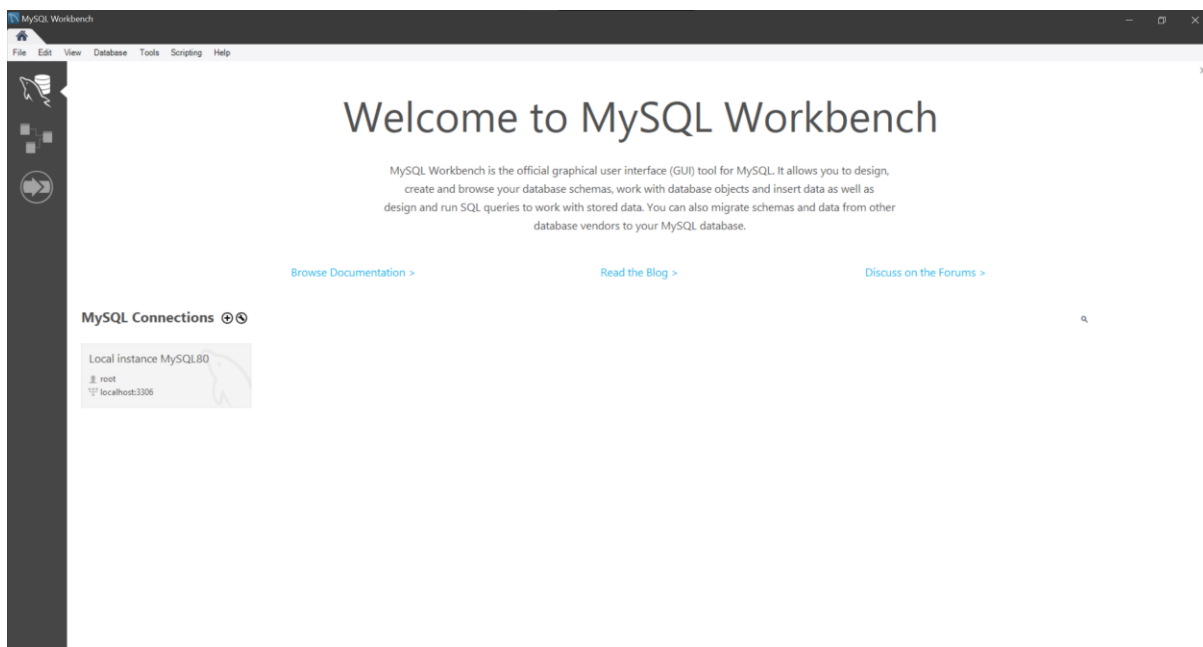 MySQL Workbench
File Edit View Database Tools Scripting Help
Welcome to MySQL Workbench
MySQL Workbench is the official graphical user interface (GUI) tool for MySQL. It allows you to design,
create and browse your database schemas, work with database objects and insert data as well as
design and run SQL queries to work with stored data. You can also migrate schemas and data from other
database vendors to your MySQL database.
Browse Documentation > Read the Blog > Discuss on the Forums >
MySQL Connections
Local instance MySQL80
root
localhost:3306